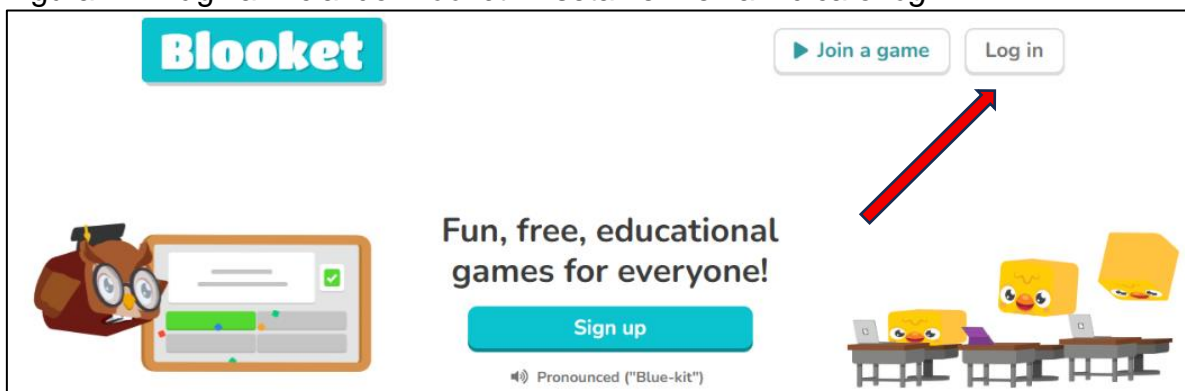 Blooket
Join a game
Log in
Fun, free, educational
games for everyone!
Sign up
Pronounced ("Blue-kit")